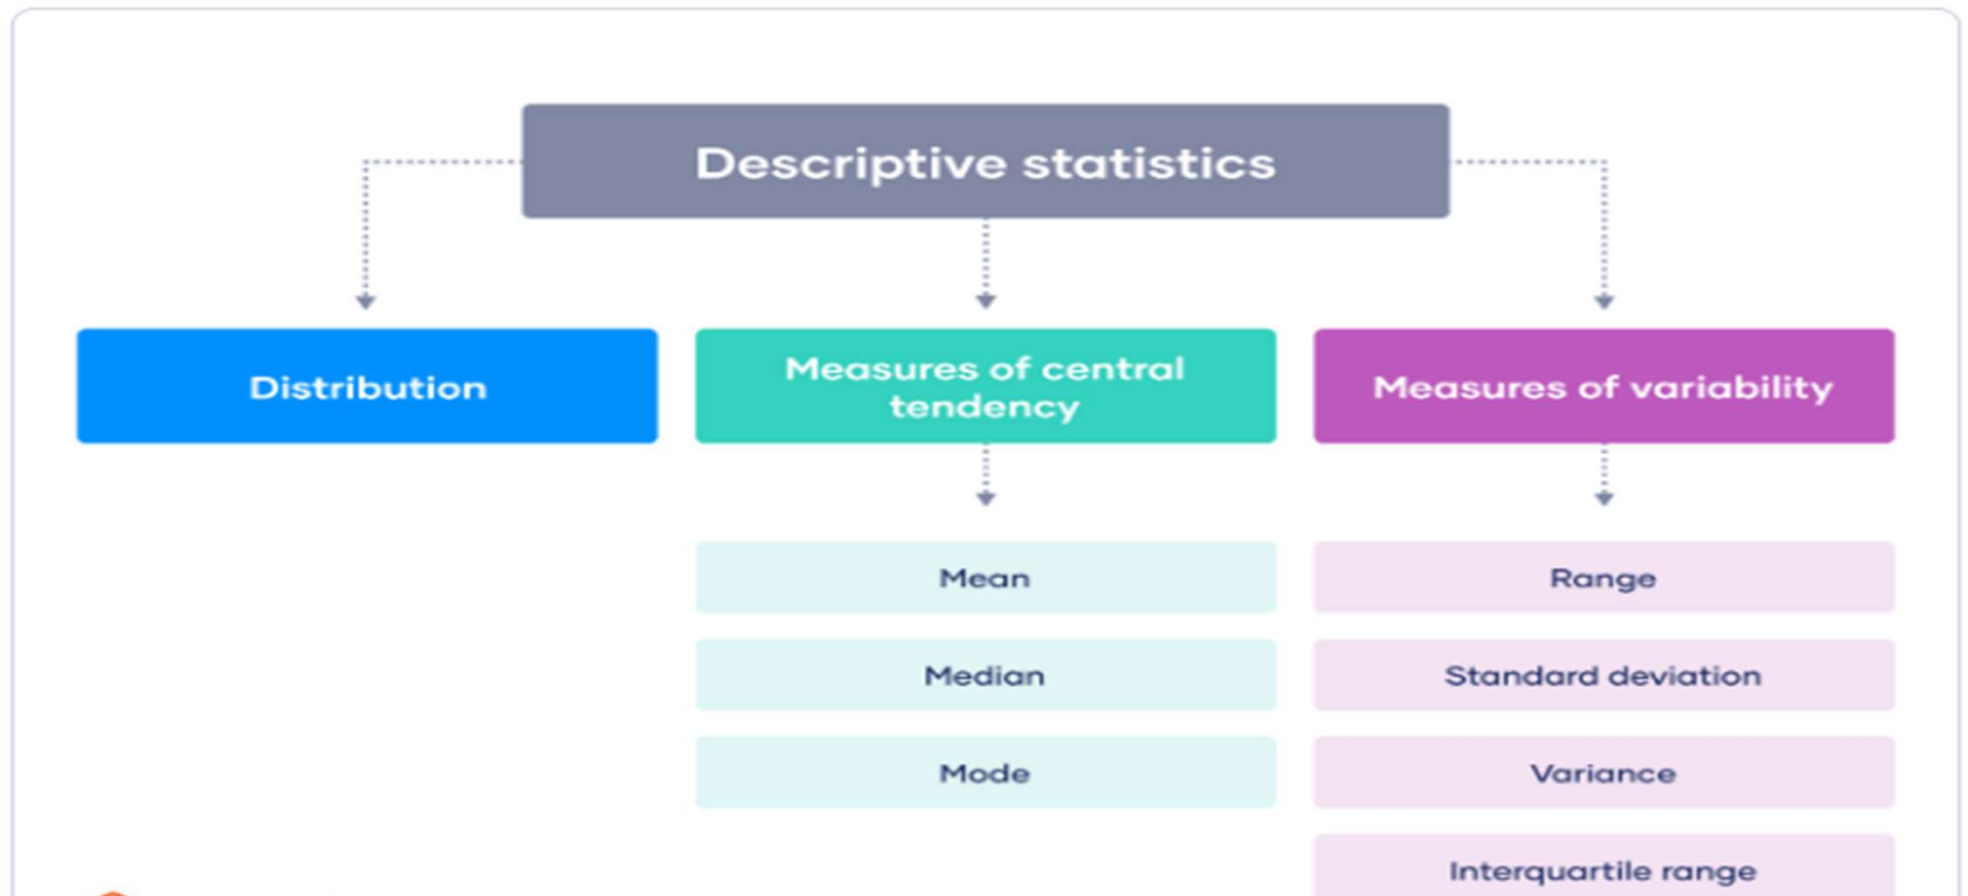 Descriptive statistics
Distribution
Measures of central
tendency
Measures of variability
Mean
Median
Mode
Range
Standard deviation
Variance
Interquartile range